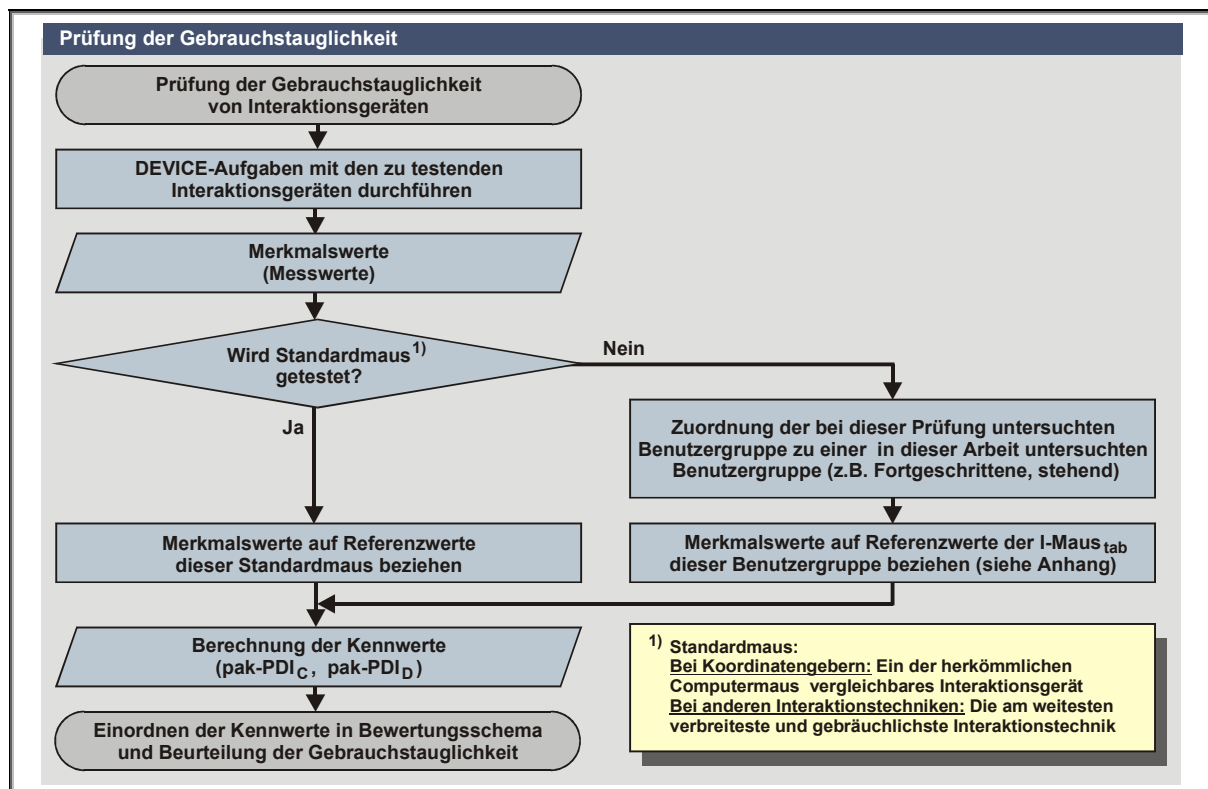 Prüfung der Gebrauchstauglichkeit
Prüfung der Gebrauchstauglichkeit
von Interaktionsgeräten
DEVICE-Aufgaben mit den zu testenden
Interaktionsgeräten durchführen
Merkmalswerte
(Messwerte)
Wird Standardmaus1)
getestet?
Nein
Ja
Zuordnung der bei dieser Prüfung untersuchten
Benutzergruppe zu einer in dieser Arbeit untersuchten
Benutzergruppe (z.B. Fortgeschrittene, stehend)
Merkmalswerte auf Referenzwerte
dieser Standardmaus beziehen
Merkmalswerte auf Referenzwerte der I-Maustab
dieser Benutzergruppe beziehen (siehe Anhang)
Berechnung der Kennwerte
(pak-PDIC, pak-PDID)
Einordnen der Kennwerte in Bewertungsschema
und Beurteilung der Gebrauchstauglichkeit
1) Standardmaus:
Bei Koordinatengebern: Ein der herkömmlichen
Computermaus vergleichbares Interaktionsgerät
Bei anderen Interaktionstechniken: Die am weitesten
verbreiteste und gebräuchlichste Interaktionstechnik